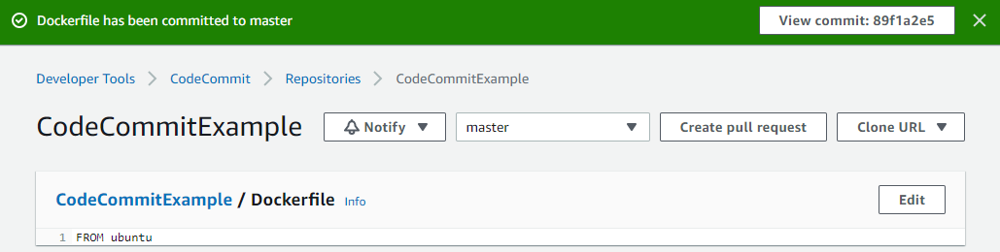 Dockerfile has been committed to master View commit: 89f1a2e5
Developer Tools CodeCommit Repositories CodeCommitExample
CodeCommitExample Notify master Create pull request Clone URL
CodeCommitExample / Dockerfile Info Edit
1 FROM ubuntu